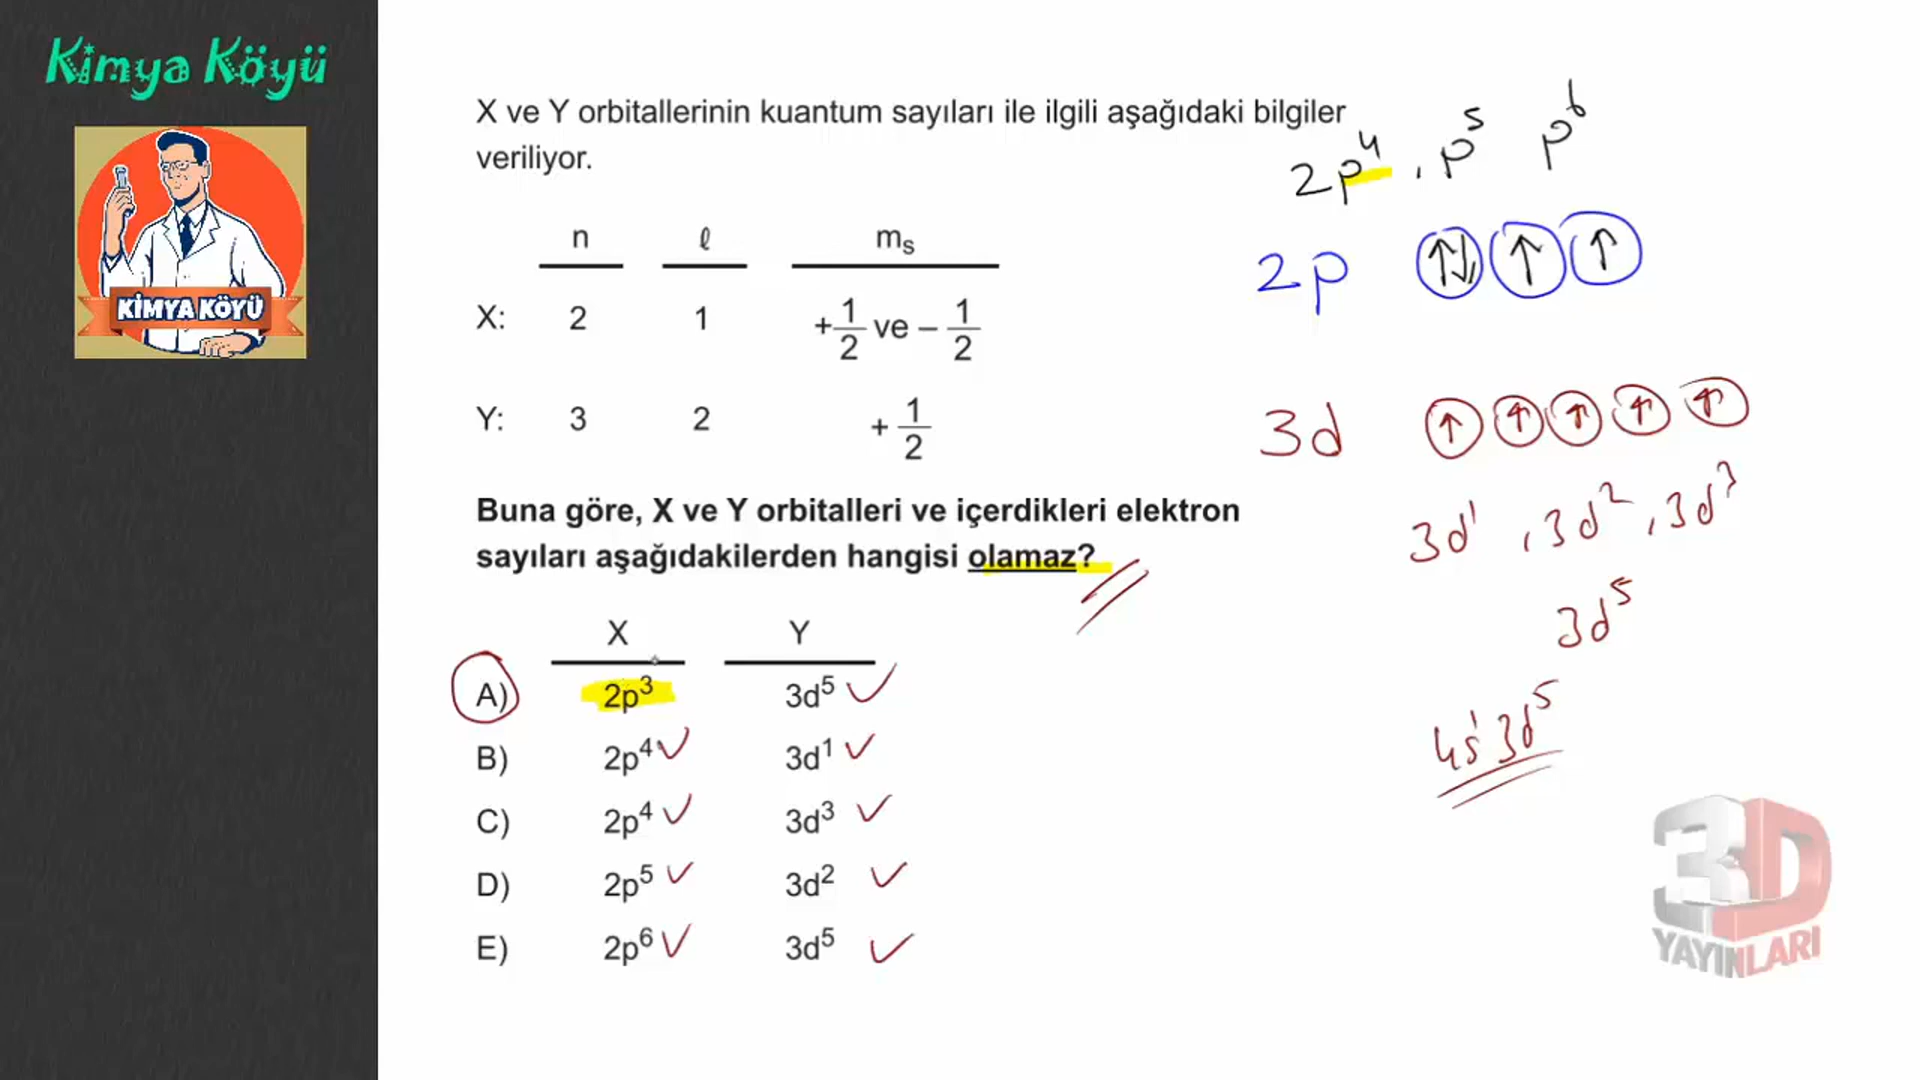 Kimya Köyü
KİMYA KÖYÜ
X ve Y orbitallerinin kuantum sayıları ile ilgili aşağıdaki bilgiler
veriliyor.
n ℓ mₛ
X: 2 1 +1/2 ve –1/2
Y: 3 2 +1/2
Buna göre, X ve Y orbitalleri ve içerdikleri elektron
sayıları aşağıdakilerden hangisi olamaz?
X Y
A) 2p³ 3d⁵ ✓
B) 2p⁴ ✓ 3d¹ ✓
C) 2p⁴ ✓ 3d³ ✓
D) 2p⁵ ✓ 3d² ✓
E) 2p⁶ ✓ 3d⁵ ✓
2p⁴, p⁵ p⁶
2p ↑↓ ↑ ↑
3d ↑ ↑ ↑ ↑ ↑
3d¹, 3d², 3d³
3d⁵
4s¹ 3d⁵
3D
YAYINLARI